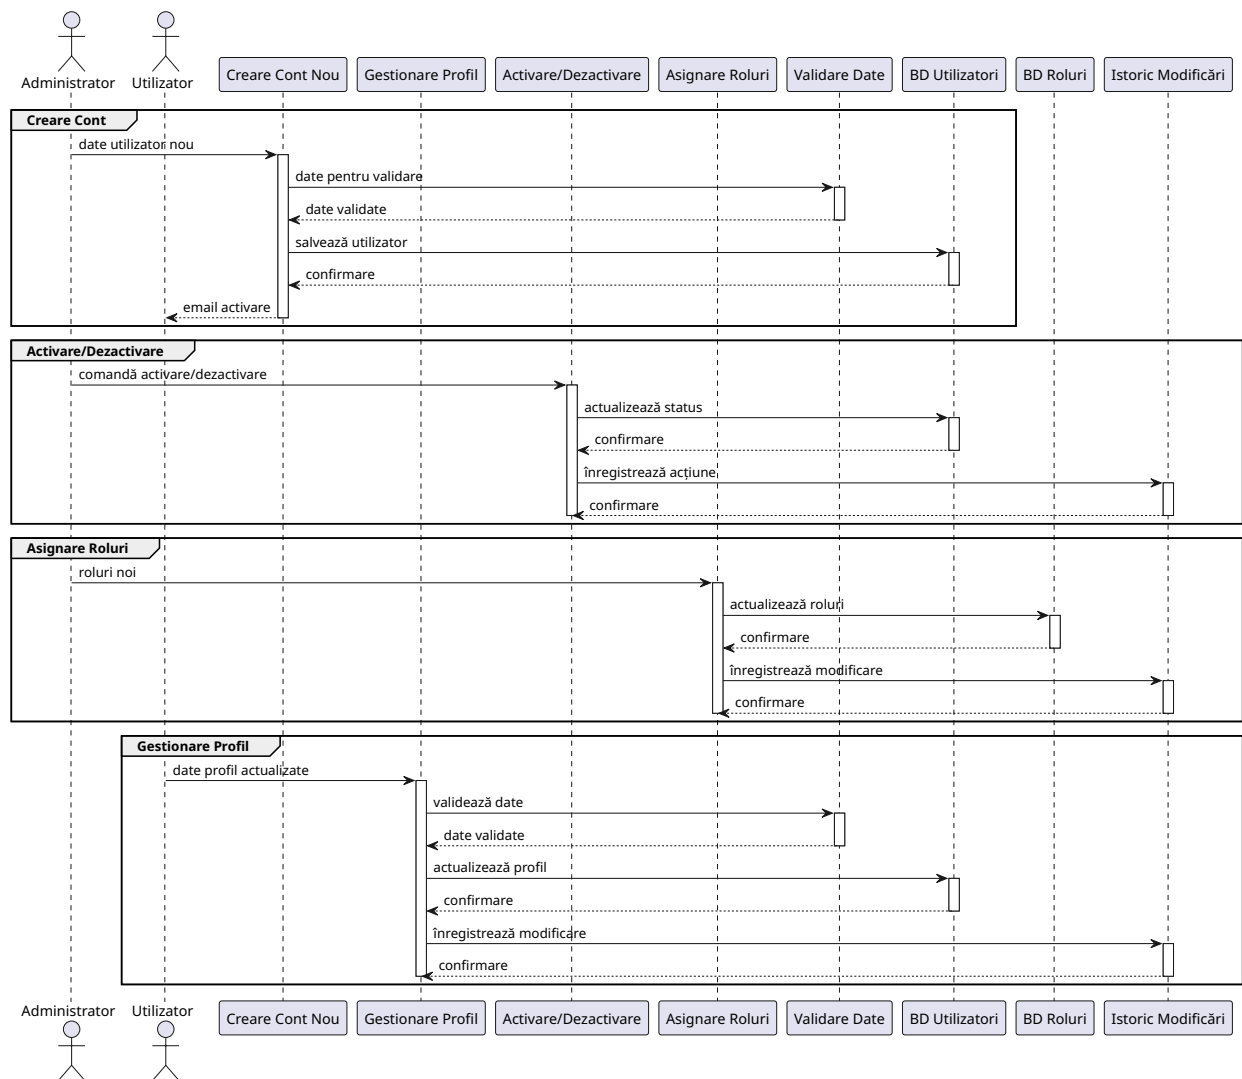 Administrator
Utilizator
Creare Cont Nou
Gestionare Profil
Activare/Dezactivare
Asignare Roluri
Validare Date
BD Utilizatori
BD Roluri
Istoric Modificări
Creare Cont
date utilizator nou
date pentru validare
date validate
salvează utilizator
confirmare
email activare
Activare/Dezactivare
comandă activare/dezactivare
actualizează status
confirmare
înregistrează acțiune
confirmare
Asignare Roluri
roluri noi
actualizează roluri
confirmare
înregistrează modificare
confirmare
Gestionare Profil
date profil actualizate
validează date
date validate
actualizează profil
confirmare
înregistrează modificare
confirmare
Administrator
Utilizator
Creare Cont Nou
Gestionare Profil
Activare/Dezactivare
Asignare Roluri
Validare Date
BD Utilizatori
BD Roluri
Istoric Modificări